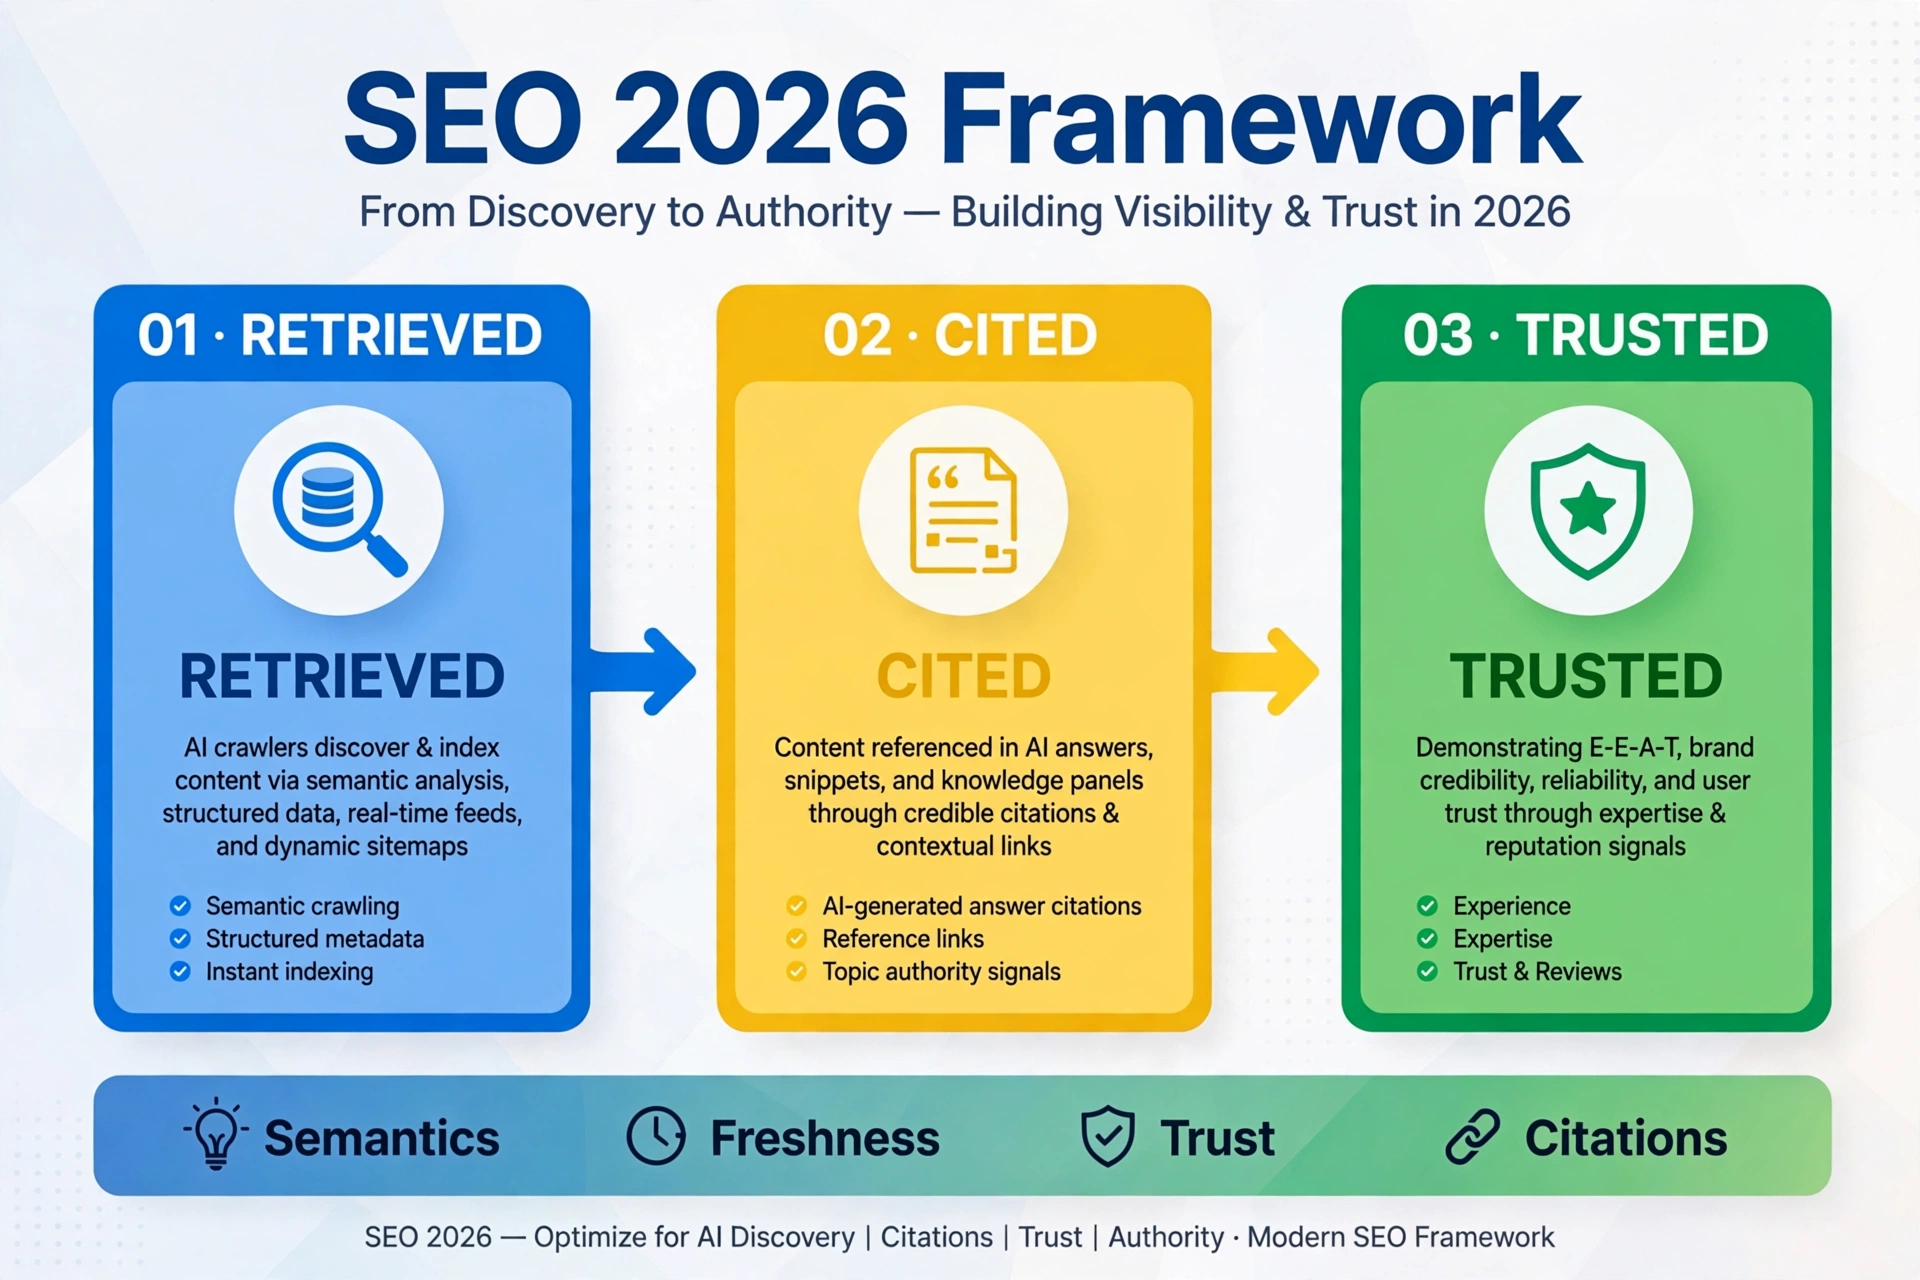 SEO 2026 Framework
From Discovery to Authority — Building Visibility & Trust in 2026
01 · RETRIEVED
RETRIEVED
AI crawlers discover & index
content via semantic analysis,
structured data, real-time feeds,
and dynamic sitemaps
Semantic crawling
Structured metadata
Instant indexing
02 · CITED
CITED
Content referenced in AI answers,
snippets, and knowledge panels
through credible citations &
contextual links
AI-generated answer citations
Reference links
Topic authority signals
03 · TRUSTED
TRUSTED
Demonstrating E-E-A-T, brand
credibility, reliability, and user
trust through expertise &
reputation signals
Experience
Expertise
Trust & Reviews
Semantics
Freshness
Trust
Citations
SEO 2026 — Optimize for AI Discovery | Citations | Trust | Authority · Modern SEO Framework